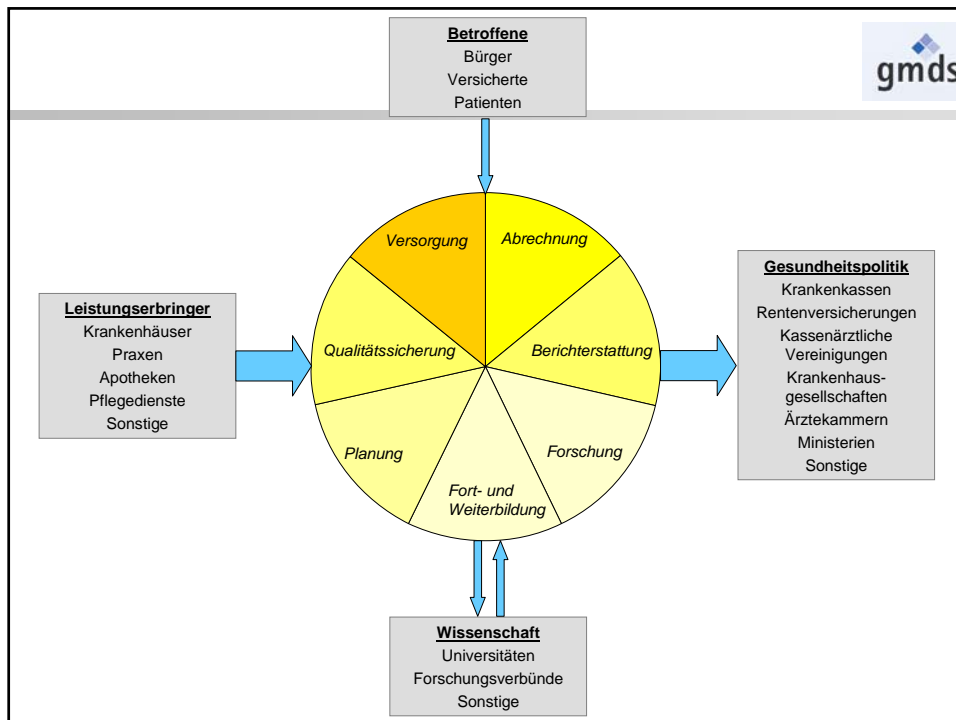 Betroffene
Bürger
Versicherte
Patienten
gmds
Versorgung
Abrechnung
Leistungserbringer
Krankenhäuser
Praxen
Apotheken
Pflegedienste
Sonstige
Qualitätssicherung
Berichterstattung
Planung
Forschung
Fort- und
Weiterbildung
Gesundheitspolitik
Krankenkassen
Rentenversicherungen
Kassenärztliche
Vereinigungen
Krankenhaus-
gesellschaften
Ärztekammern
Ministerien
Sonstige
Wissenschaft
Universitäten
Forschungsverbünde
Sonstige